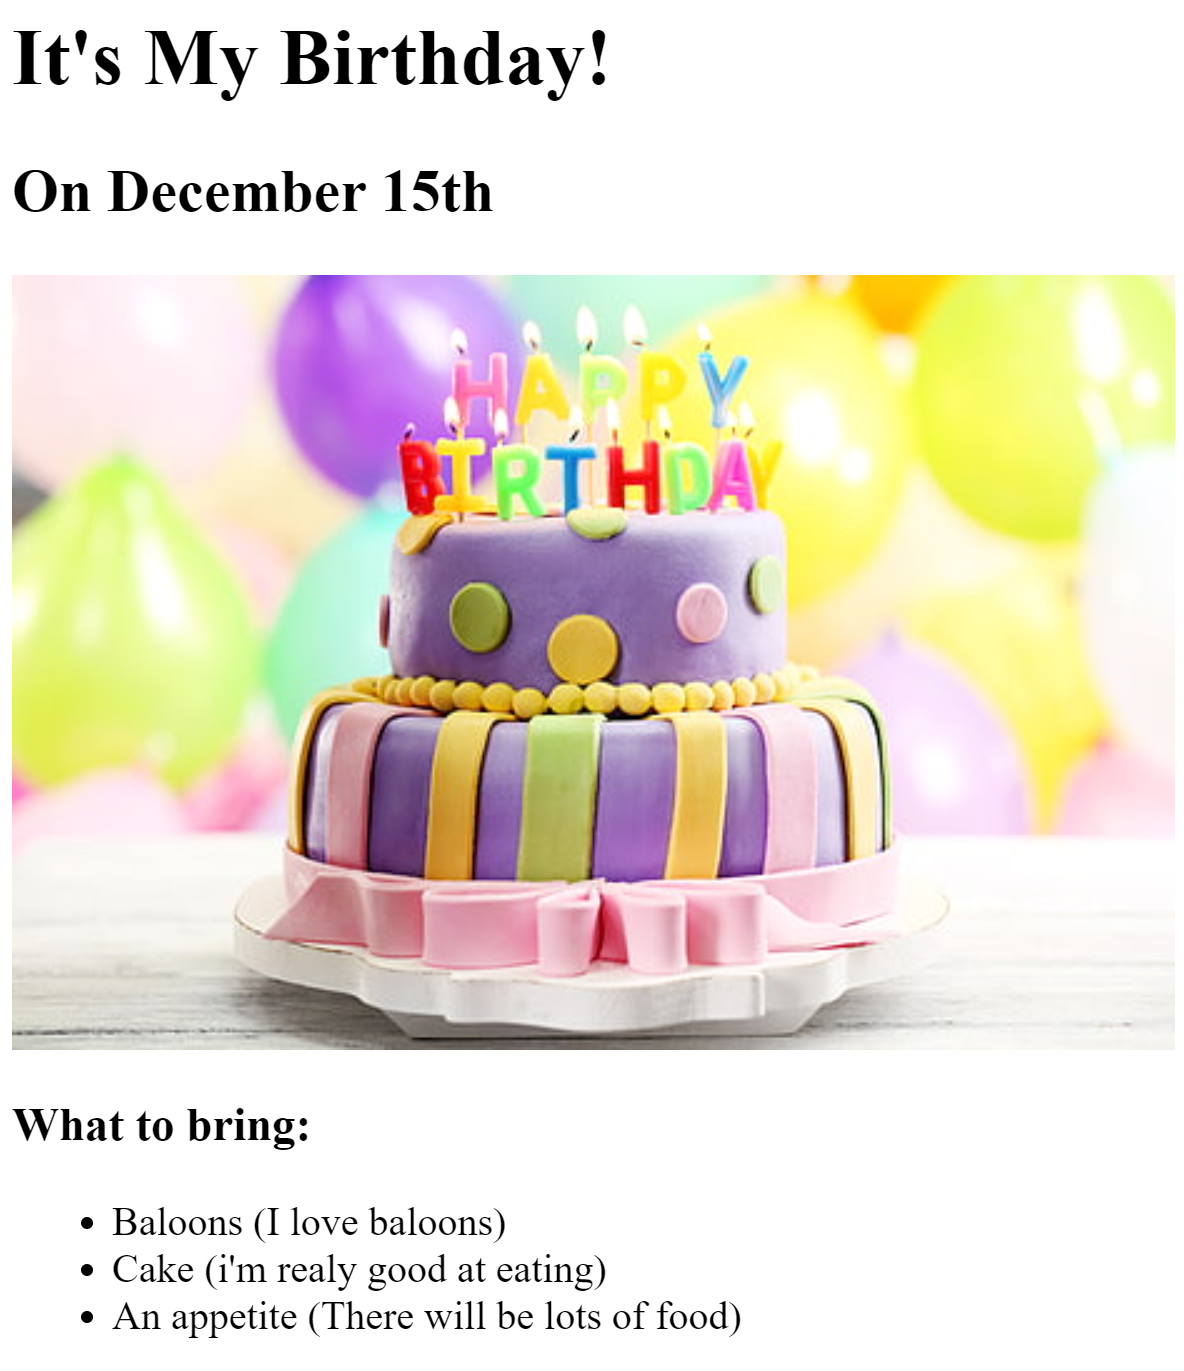 It's My Birthday!
On December 15th
HAPPY
BIRTHDAY
What to bring:
Baloons (I love baloons)
Cake (i'm realy good at eating)
An appetite (There will be lots of food)